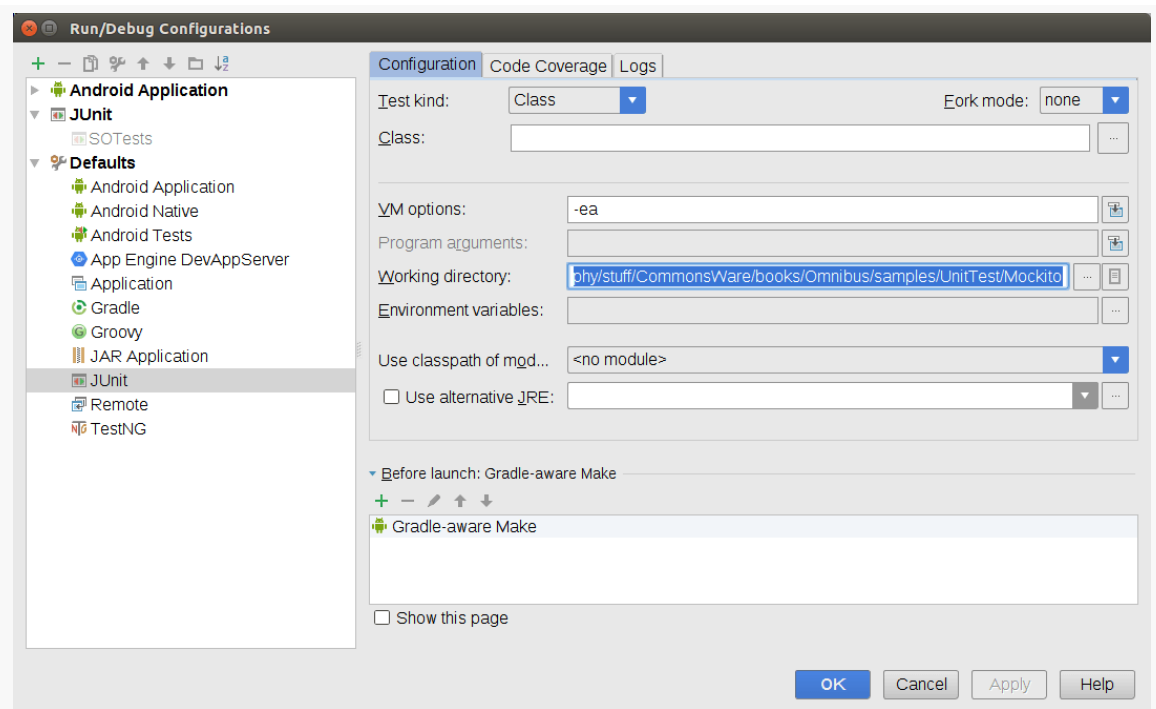 Run/Debug Configurations
Android Application
JUnit
SOTests
Defaults
Android Application
Android Native
Android Tests
App Engine DevAppServer
Application
Gradle
Groovy
JAR Application
JUnit
Remote
TestNG
Configuration Code Coverage Logs
Test kind: Class Fork mode: none
Class: ...
VM options: -ea
Program arguments:
Working directory: phy/stuff/CommonsWare/books/Omnibus/samples/UnitTest/Mockito ...
Environment variables: ...
Use classpath of mod... <no module>
Use alternative JRE: ...
Before launch: Gradle-aware Make
Gradle-aware Make
Show this page
OK Cancel Apply Help